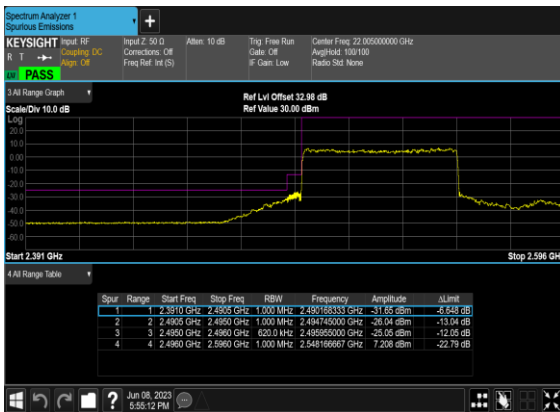 Spectrum Analyzer 1
Spurious Emissions
KEYSIGHT Input: RF Input Z: 50 Ω Atten: 10 dB Trig: Free Run Center Freq: 22.005000000 GHz
R T Coupling: DC Corrections: Off Gate: Off Avg|Hold: 100/100
Align: Off Freq Ref: Int (S) IF Gain: Low Radio Std: None
PASS
3 All Range Graph
Ref Lvl Offset 32.98 dB
Scale/Div 10.0 dB Ref Value 30.00 dBm
Log
20.0
10.0
0.00
-10.0
-20.0
-30.0
-40.0
-50.0
-60.0
Start 2.391 GHz Stop 2.596 GH
4 All Range Table
Spur Range Start Freq Stop Freq RBW Frequency Amplitude ΔLimit
1 1 2.3910 GHz 2.4905 GHz 1.000 MHz 2.490168333 GHz -31.65 dBm -6.648 dB
2 2 2.4905 GHz 2.4950 GHz 1.000 MHz 2.494745000 GHz -26.04 dBm -13.04 dB
3 3 2.4950 GHz 2.4960 GHz 620.0 kHz 2.495955000 GHz -25.05 dBm -12.05 dB
4 4 2.4960 GHz 2.5960 GHz 1.000 MHz 2.548166667 GHz 7.208 dBm -22.79 dB
? Jun 08, 2023
5:55:12 PM